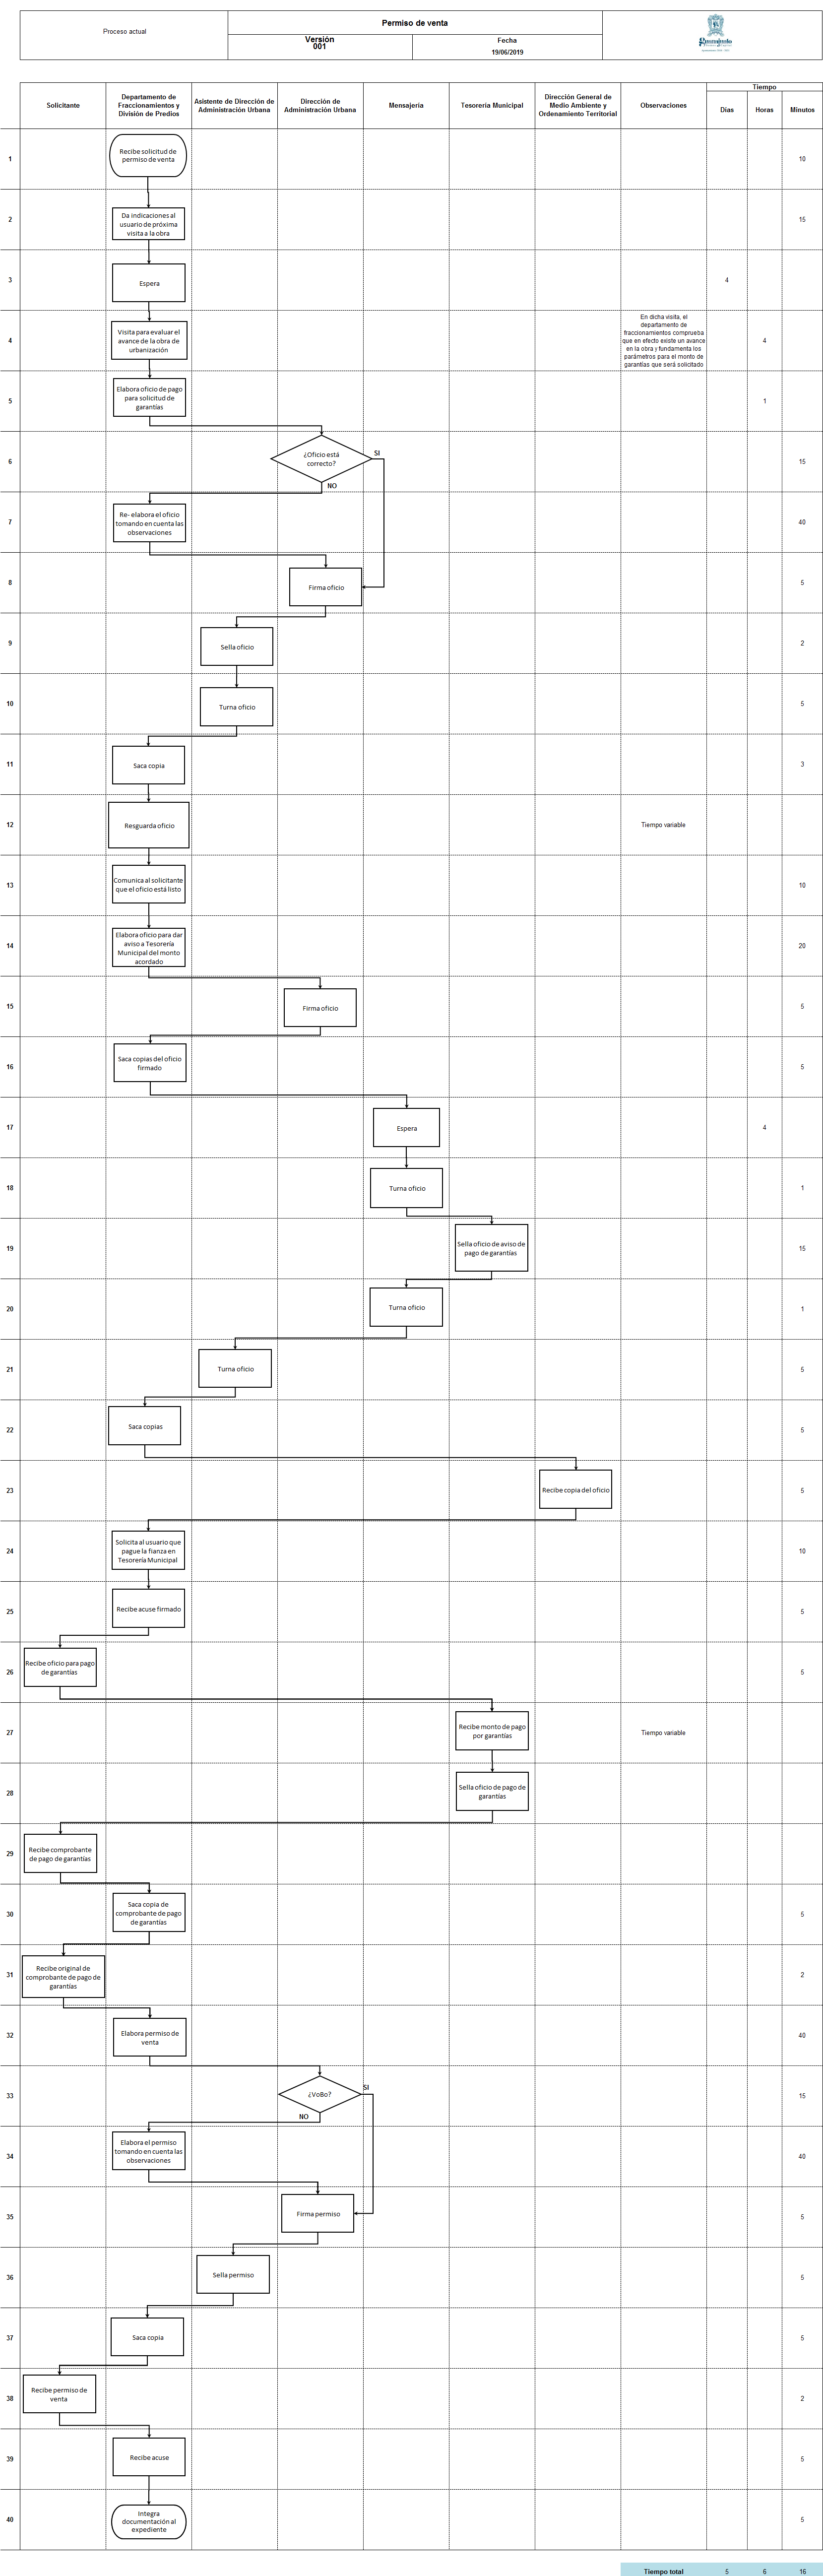 Proceso actual
Permiso de venta
Versión
001
Fecha
19/06/2019
Guanajuato
Solicitante
Departamento de
Fraccionamientos y
División de Predios
Asistente de Dirección de
Administración Urbana
Dirección de
Administración Urbana
Mensajería
Tesorería Municipal
Dirección General de
Medio Ambiente y
Ordenamiento Territorial
Observaciones
Tiempo
Días
Horas
Minutos
1
Recibe solicitud de
permiso de venta
10
2
Da indicaciones al
usuario de próxima
visita a la obra
15
3
Espera
4
4
Visita para evaluar el
avance de la obra de
urbanización
En dicha visita, el
departamento de
fraccionamientos comprueba
que en efecto existe un avance
en la obra y fundamenta los
parámetros para el monto de
garantías que será solicitado
4
5
Elabora oficio de pago
para solicitud de
garantías
1
6
¿Oficio está
correcto?
SI
NO
15
7
Re- elabora el oficio
tomando en cuenta las
observaciones
40
8
Firma oficio
5
9
Sella oficio
2
10
Turna oficio
5
11
Saca copia
3
12
Resguarda oficio
Tiempo variable
13
Comunica al solicitante
que el oficio está listo
10
14
Elabora oficio para dar
aviso a Tesorería
Municipal del monto
acordado
20
15
Firma oficio
5
16
Saca copias del oficio
firmado
5
17
Espera
4
18
Turna oficio
1
19
Sella oficio de aviso de
pago de garantías
15
20
Turna oficio
1
21
Turna oficio
5
22
Saca copias
5
23
Recibe copia del oficio
5
24
Solicita al usuario que
pague la fianza en
Tesorería Municipal
10
25
Recibe acuse firmado
5
26
Recibe oficio para pago
de garantías
5
27
Recibe monto de pago
por garantías
Tiempo variable
28
Sella oficio de pago de
garantías
29
Recibe comprobante
de pago de garantías
30
Saca copia de
comprobante de pago
de garantías
5
31
Recibe original de
comprobante de pago de
garantías
2
32
Elabora permiso de
venta
40
33
¿VoBo?
SI
NO
15
34
Elabora el permiso
tomando en cuenta las
observaciones
40
35
Firma permiso
5
36
Sella permiso
5
37
Saca copia
5
38
Recibe permiso de
venta
2
39
Recibe acuse
5
40
Integra
documentación al
expediente
5
Tiempo total
5
6
16